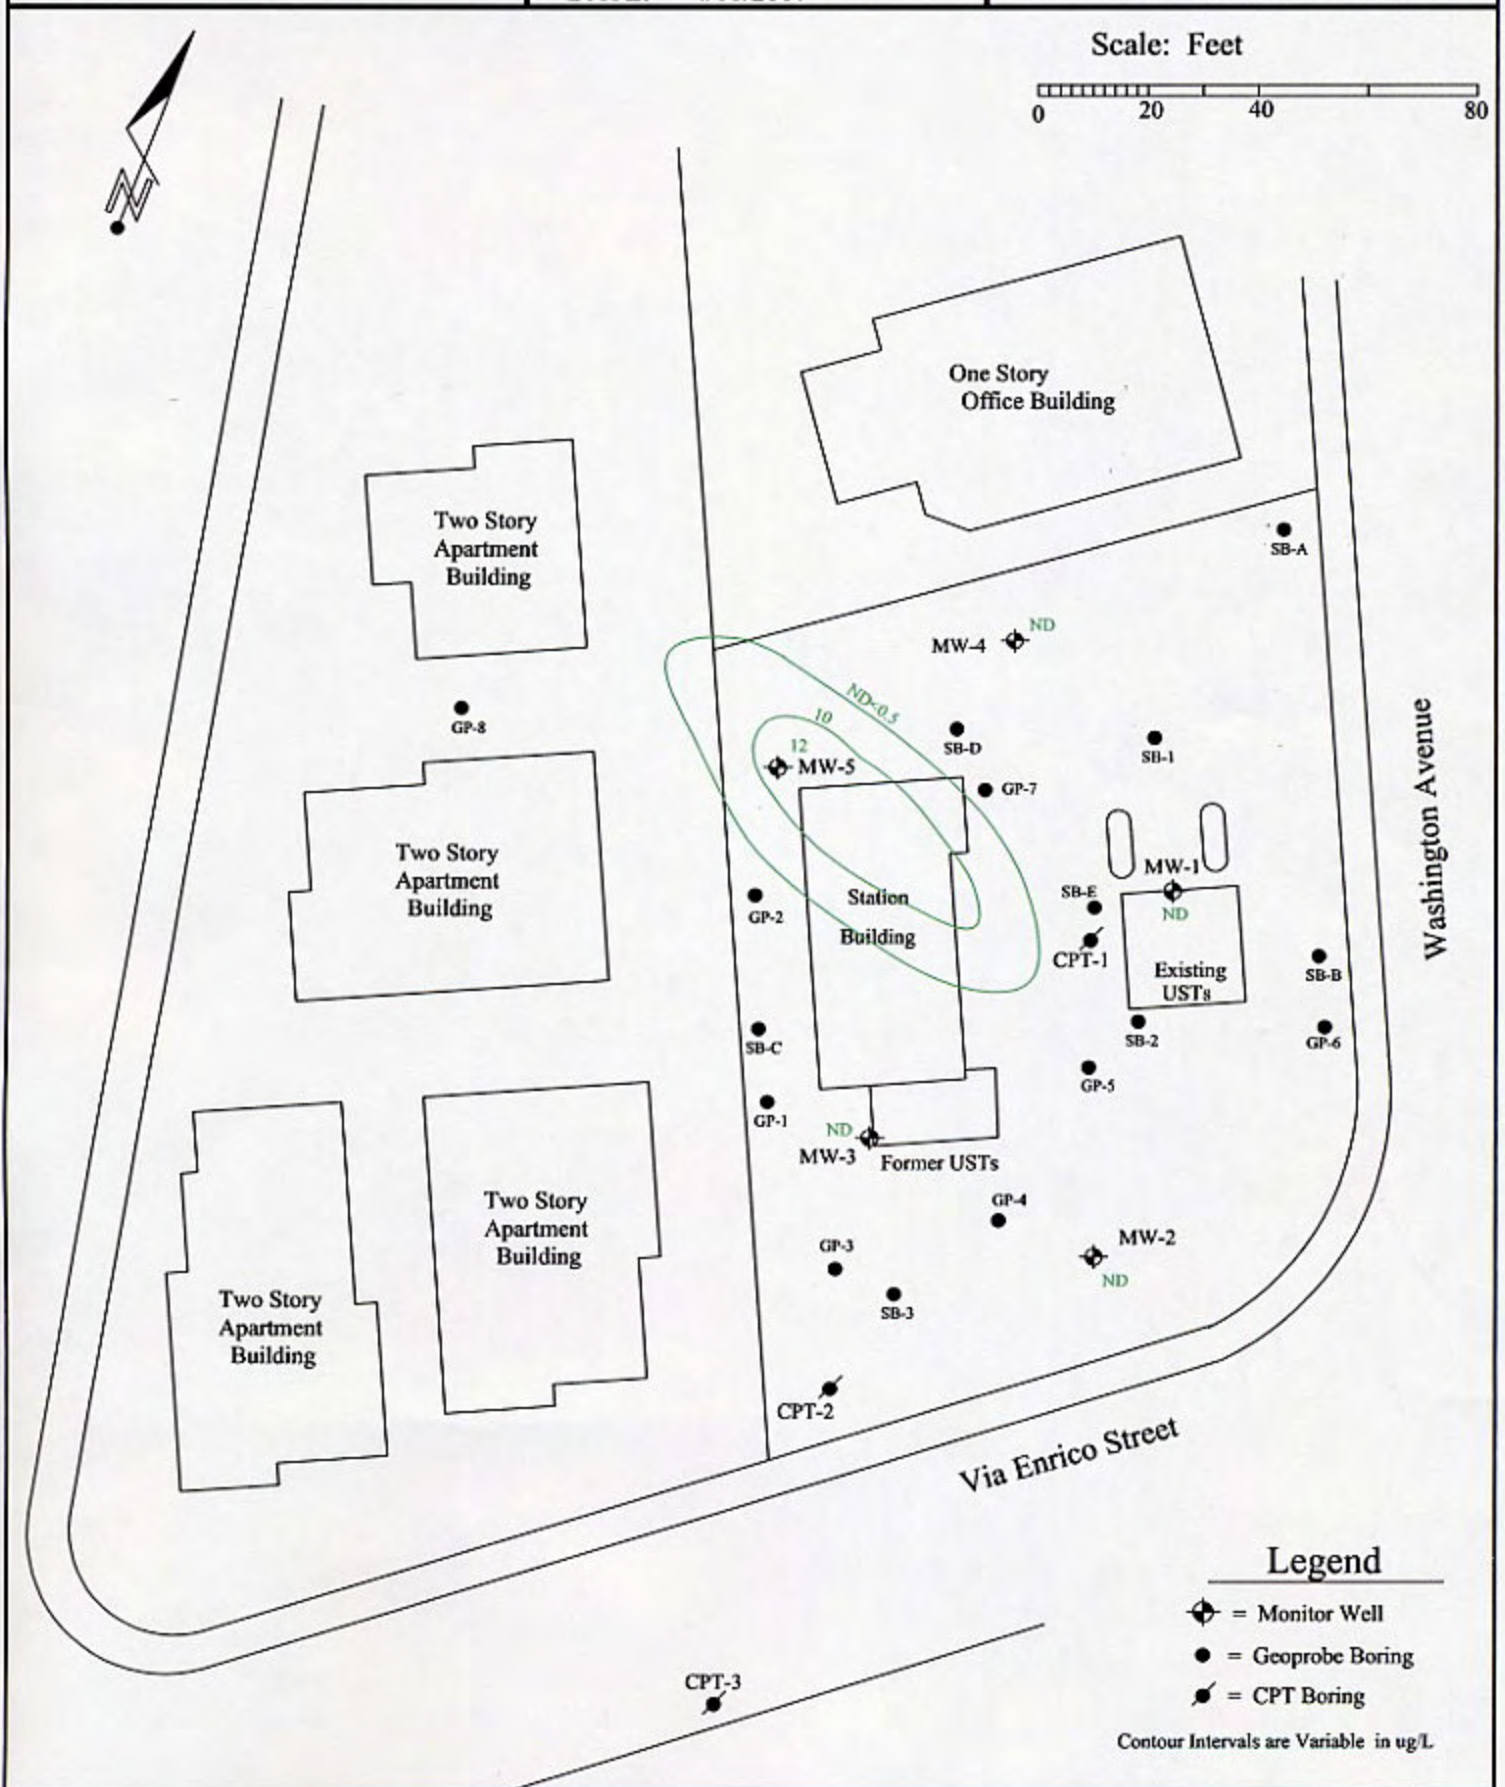 Scale: Feet
0 20 40 80
N
One Story
Office Building
SB-A
Two Story
Apartment
Building
MW-4 ND
ND<0.5
10
12
MW-5
GP-8
SB-D
SB-1
GP-7
Washington Avenue
Two Story
Apartment
Building
MW-1
ND
SB-E
GP-2
Station
Building
CPT-1
Existing
USTs
SB-B
SB-2
GP-6
SB-C
GP-5
GP-1
ND
MW-3
Former USTs
Two Story
Apartment
Building
GP-4
MW-2
ND
GP-3
SB-3
Two Story
Apartment
Building
CPT-2
Via Enrico Street
CPT-3
Legend
= Monitor Well
= Geoprobe Boring
= CPT Boring
Contour Intervals are Variable in ug/L